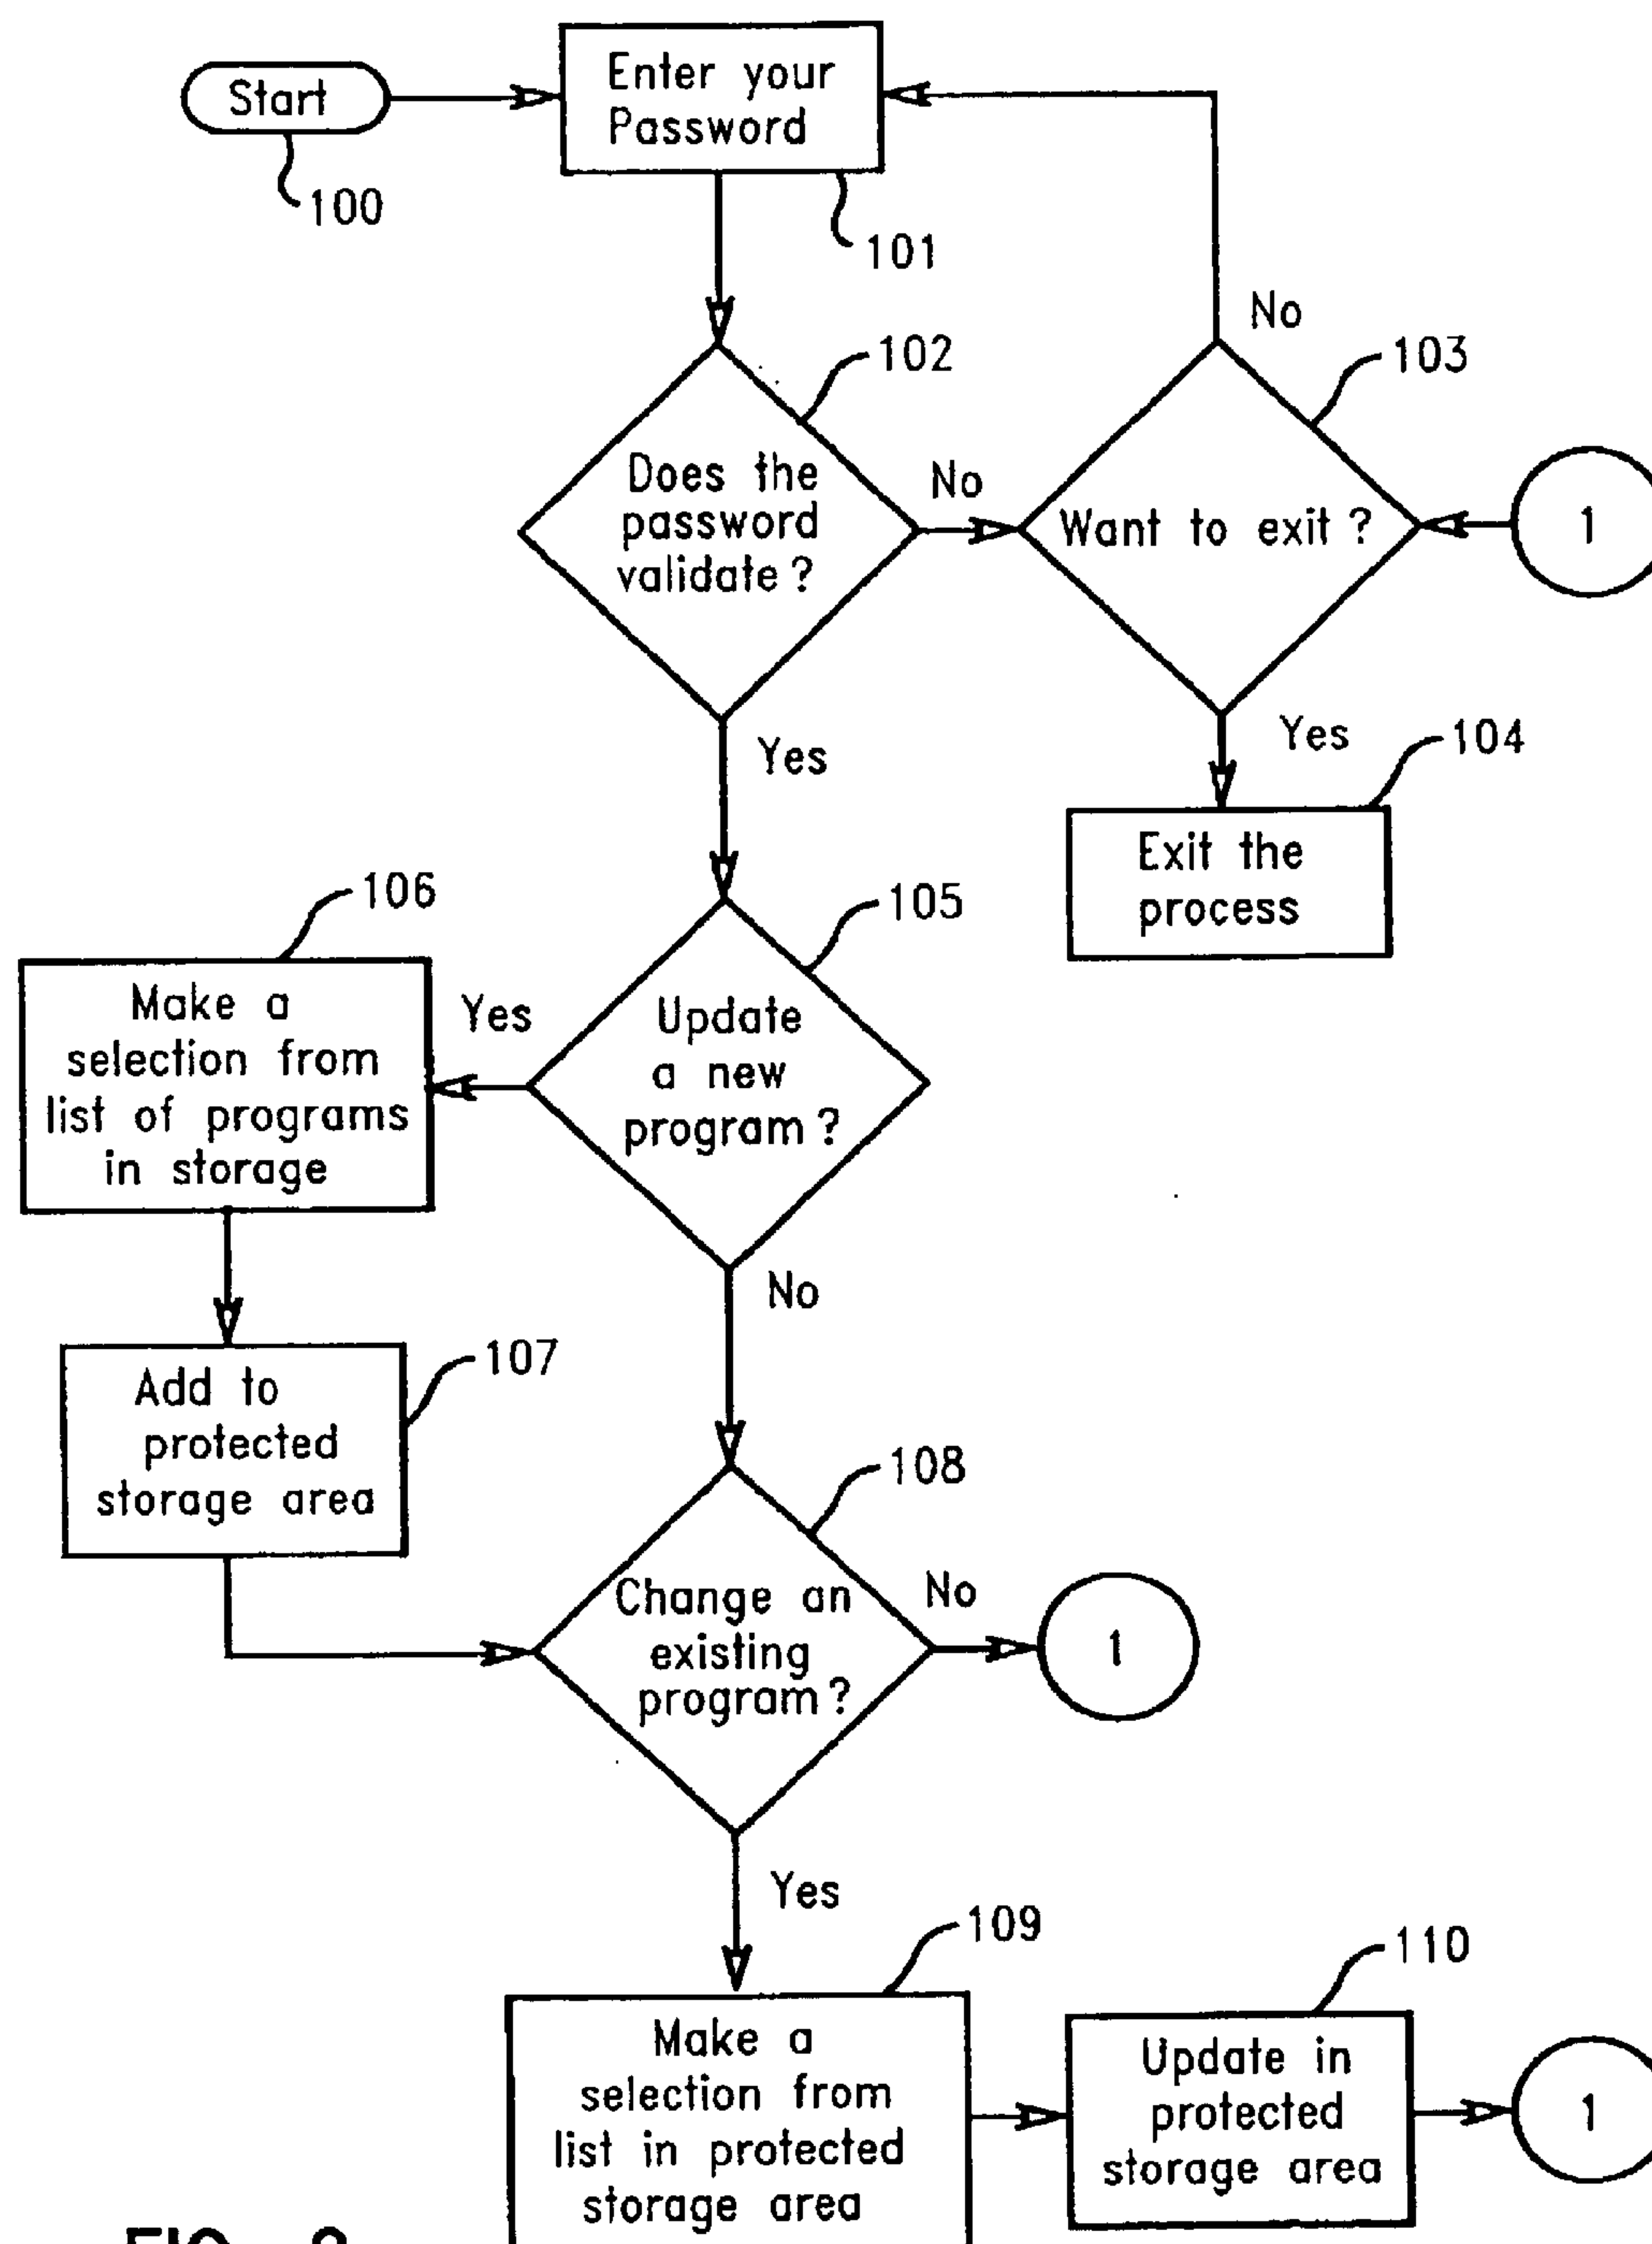 Start
100
Enter your
Password
101
No
102
103
Does the
password
validate ?
No
Want to exit ?
1
Yes
Yes
104
Exit the
process
105
106
Make a
selection from
list of programs
in storage
Yes
Update
a new
program ?
No
Add to
protected
storage area
107
108
Change an
existing
program ?
No
1
Yes
109
110
Make a
selection from
list in protected
storage area
Update in
protected
storage area
1